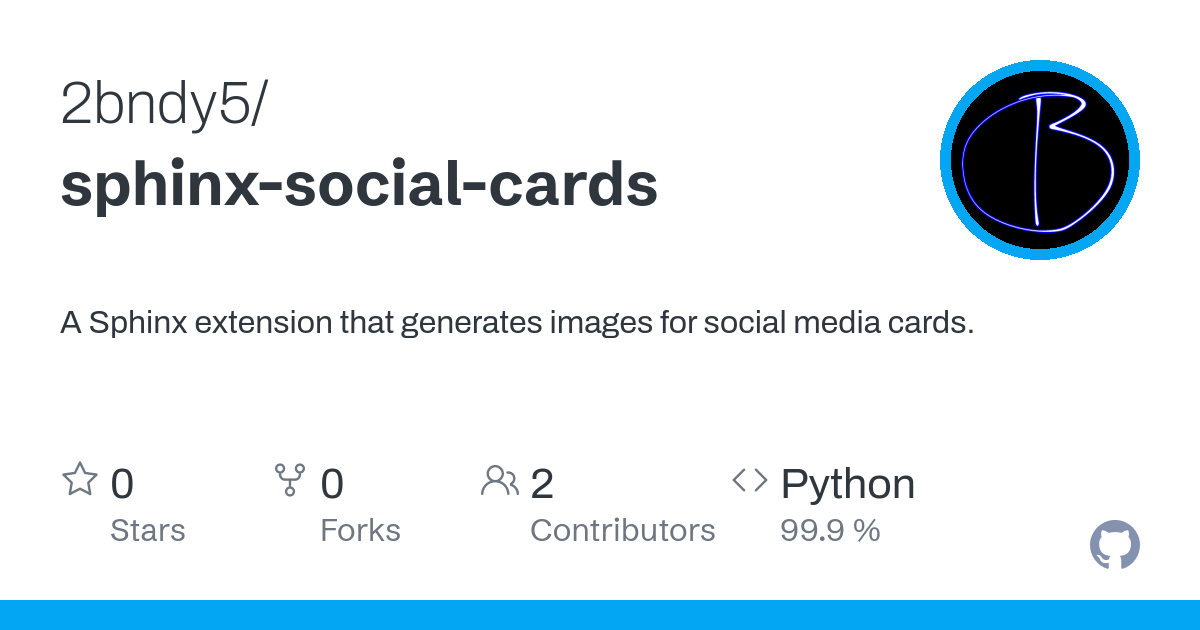 2bndy5/
sphinx-social-cards
B
A Sphinx extension that generates images for social media cards.
0 0 2 Python
Stars Forks Contributors 99.9 %